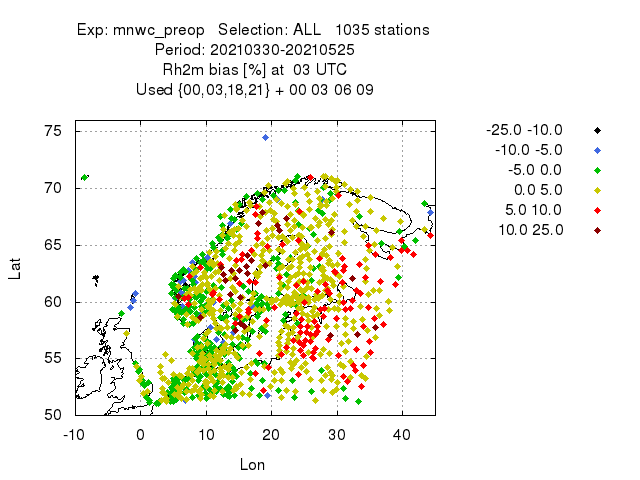 Exp: mnwc_preop   Selection: ALL   1035 stations
Period: 20210330-20210525
Rh2m bias [%] at  03 UTC
Used {00,03,18,21} + 00 03 06 09
-25.0 -10.0
-10.0 -5.0
-5.0 0.0
0.0 5.0
5.0 10.0
10.0 25.0
75
70
65
60
55
50
Lat
-10 0 10 20 30 40
Lon